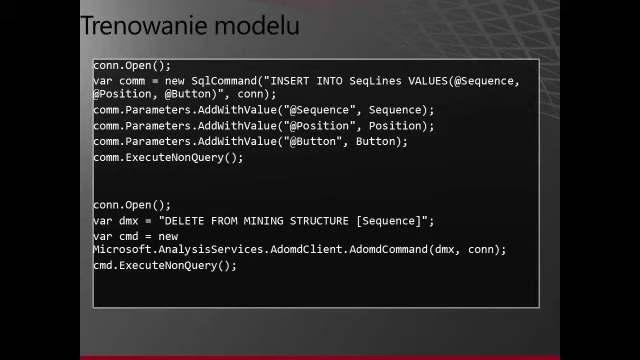 Trenowanie modelu
conn.Open();
var comm = new SqlCommand("INSERT INTO SeqLines VALUES(@Sequence,
@Position, @Button)", conn);
comm.Parameters.AddWithValue("@Sequence", Sequence);
comm.Parameters.AddWithValue("@Position", Position);
comm.Parameters.AddWithValue("@Button", Button);
comm.ExecuteNonQuery();
conn.Open();
var dmx = "DELETE FROM MINING STRUCTURE [Sequence]";
var cmd = new
Microsoft.AnalysisServices.AdomdClient.AdomdCommand(dmx, conn);
cmd.ExecuteNonQuery();